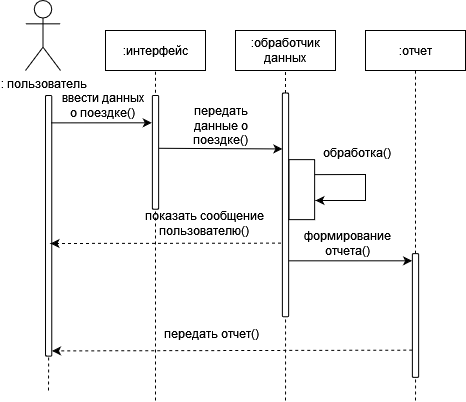 :интерфейс
:обработчик
данных
:отчет
: пользователь
ввести данных
о поездке()
передать
данные о
поездке()
обработка()
показать сообщение
пользователю()
формирование
отчета()
передать отчет()